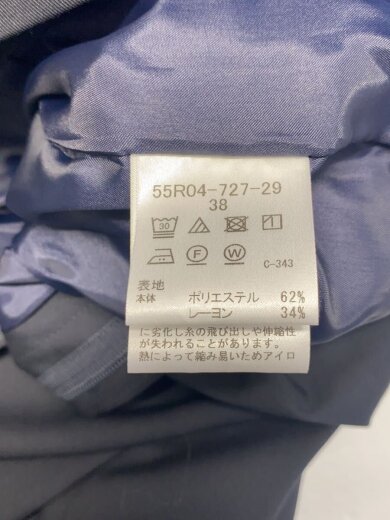 55R04-727-29
38
30
F W C-343
表地
本体 ポリエステル 62%
レーヨン 34%
に劣化し糸の飛び出しや伸縮性
が失われることがあります。
熱によって縮み易いためアイロ